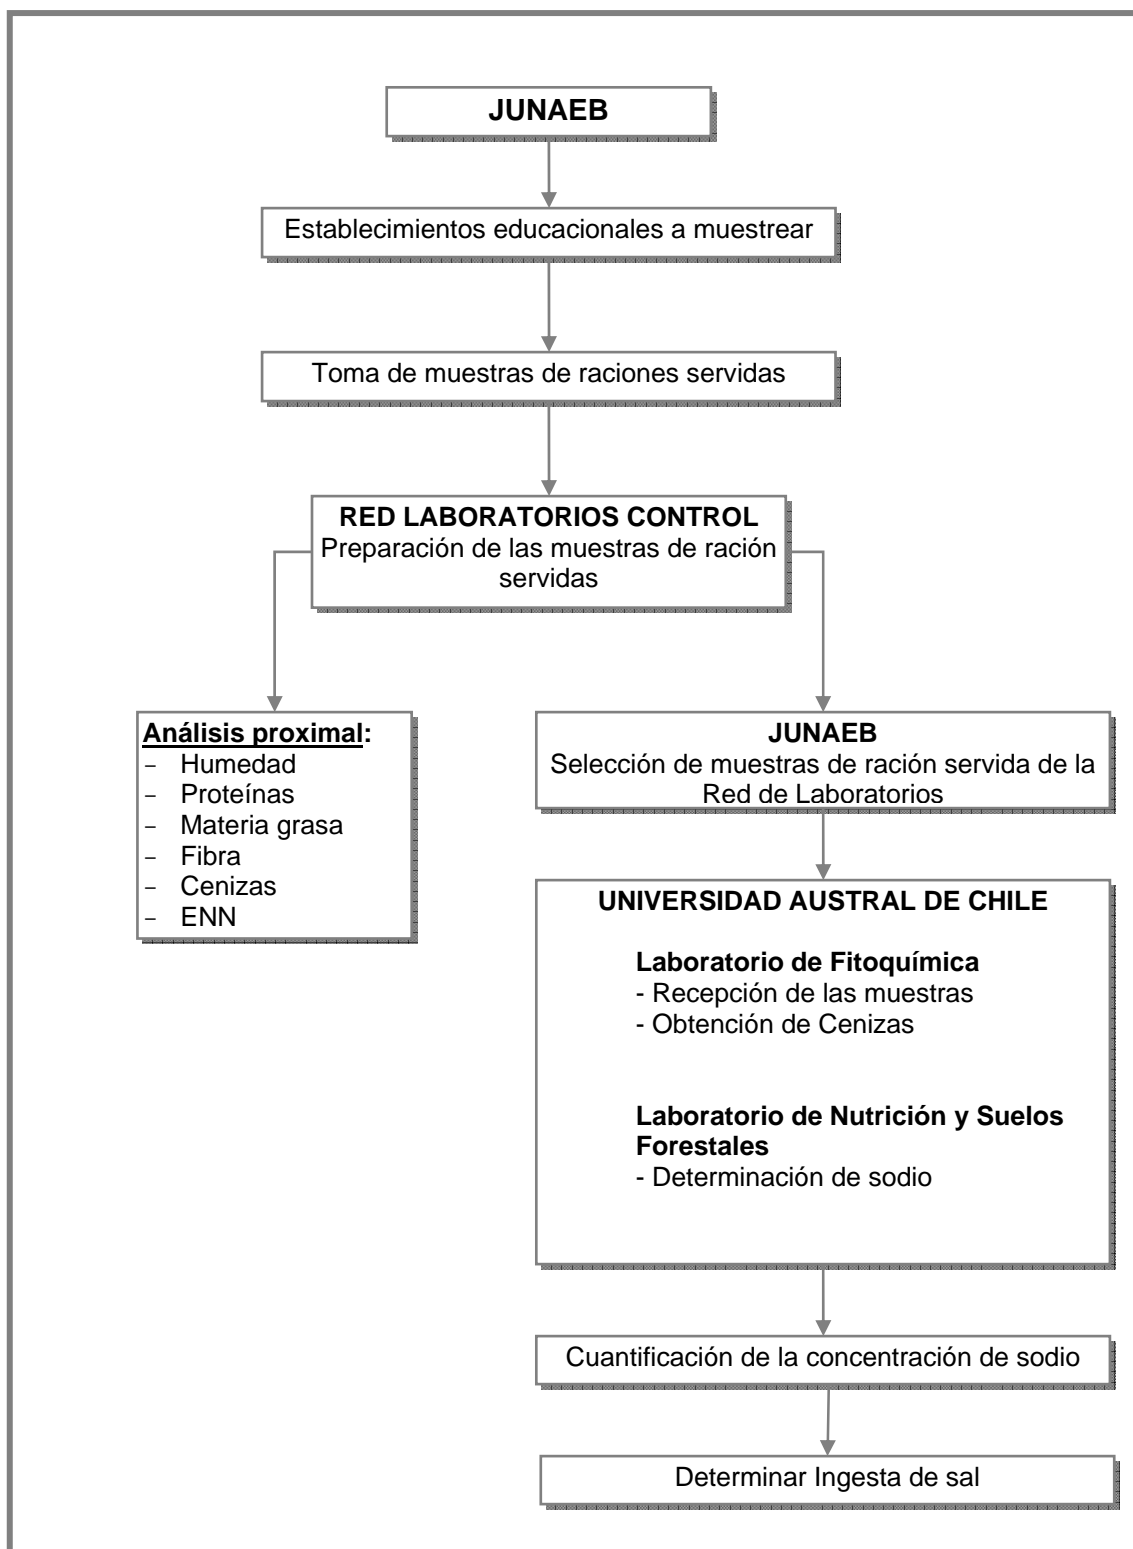 JUNAEB
Establecimientos educacionales a muestrear
Toma de muestras de raciones servidas
RED LABORATORIOS CONTROL
Preparación de las muestras de ración
servidas
Análisis proximal:
- Humedad
- Proteínas
- Materia grasa
- Fibra
- Cenizas
- ENN
JUNAEB
Selección de muestras de ración servida de la
Red de Laboratorios
UNIVERSIDAD AUSTRAL DE CHILE
Laboratorio de Fitoquímica
- Recepción de las muestras
- Obtención de Cenizas
Laboratorio de Nutrición y Suelos
Forestales
- Determinación de sodio
Cuantificación de la concentración de sodio
Determinar Ingesta de sal